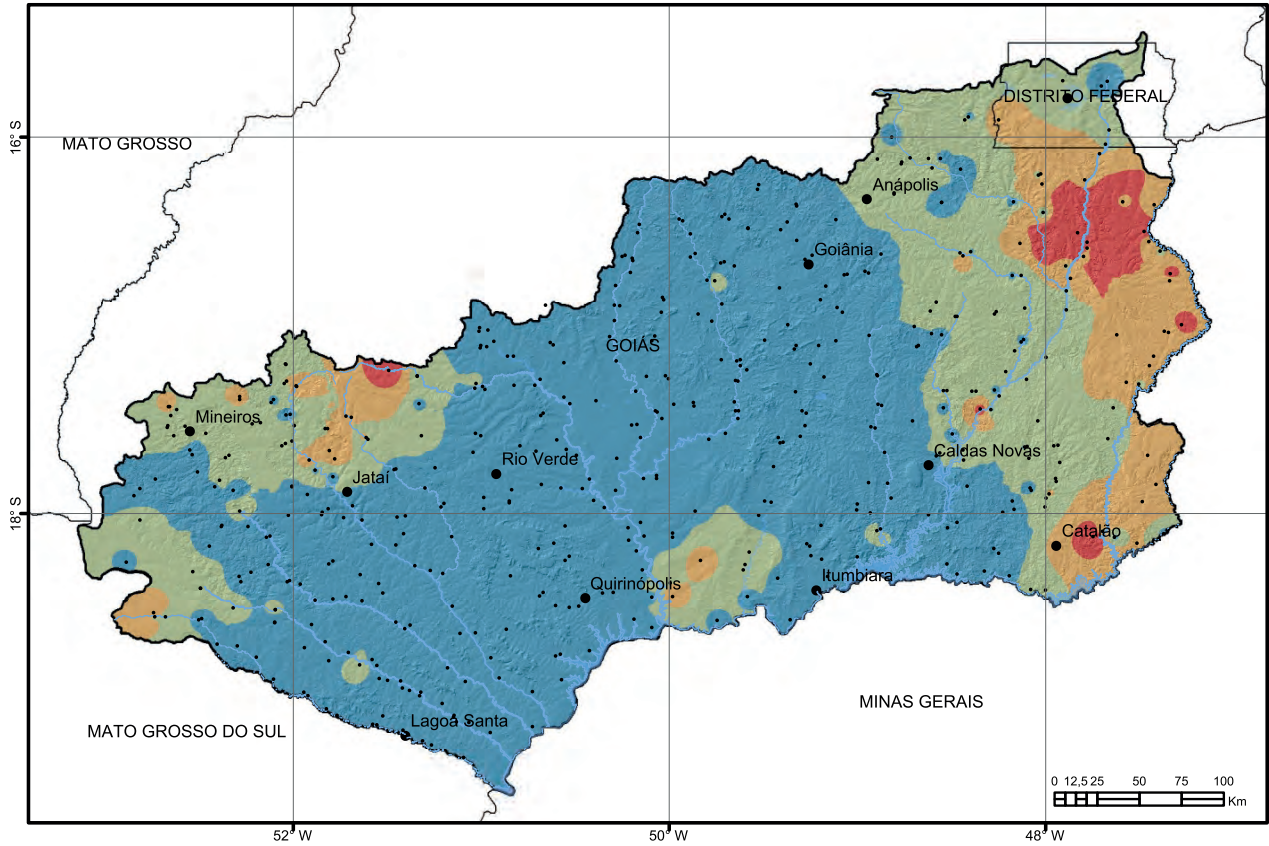 DISTRITO FEDERAL
16° S
MATO GROSSO
Anápolis
Goiânia
GOIÁS
Mineiros
Rio Verde
Caldas Novas
Jataí
18° S
Catalão
Quirinópolis
Itumbiara
MINAS GERAIS
MATO GROSSO DO SUL
Lagoa Santa
0 12,5 25 50 75 100
Km
52° W 50° W 48° W